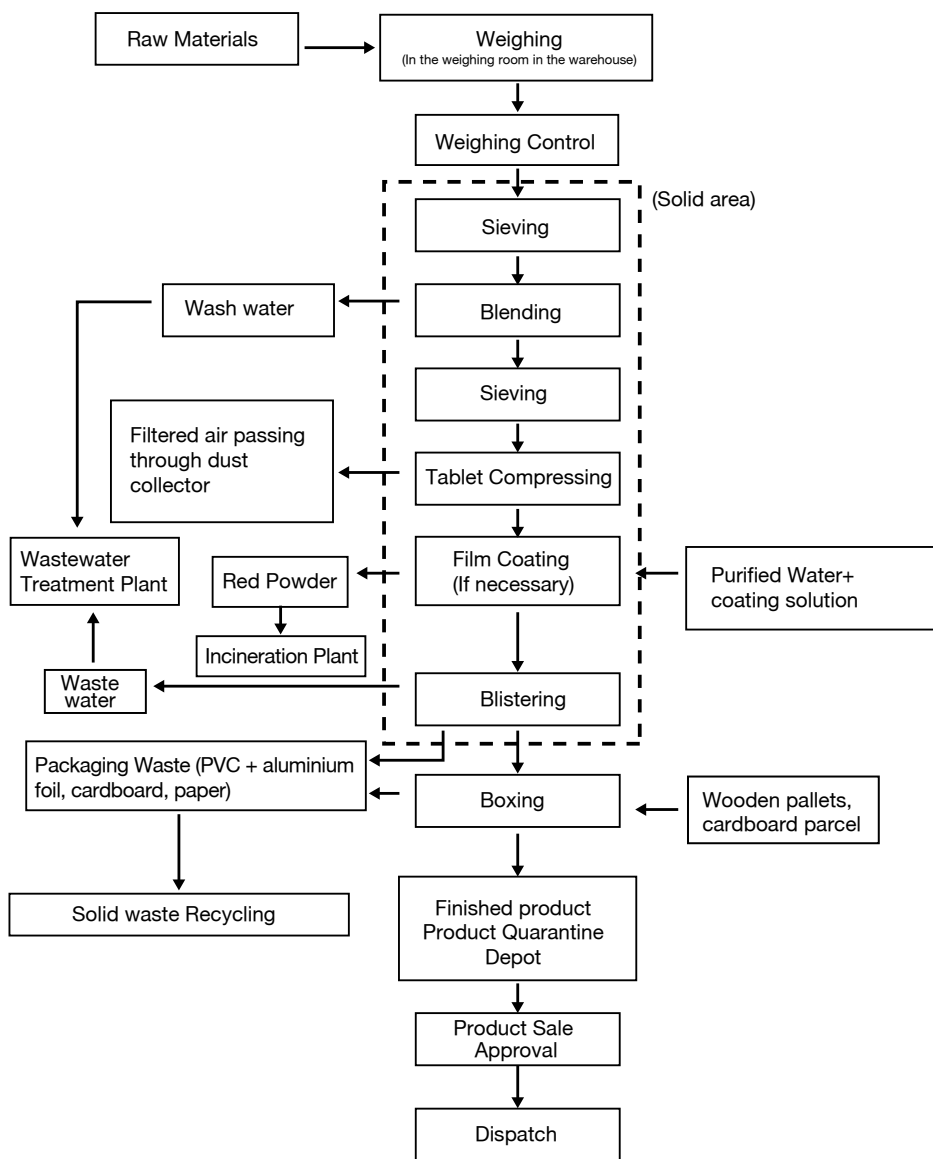 Raw Materials
Weighing
(In the weighing room in the warehouse)
Weighing Control
(Solid area)
Sieving
Wash water
Blending
Sieving
Filtered air passing
through dust
collector
Tablet Compressing
Wastewater
Treatment Plant
Red Powder
Film Coating
(If necessary)
Purified Water+
coating solution
Incineration Plant
Waste
water
Blistering
Packaging Waste (PVC + aluminium
foil, cardboard, paper)
Boxing
Wooden pallets,
cardboard parcel
Solid waste Recycling
Finished product
Product Quarantine
Depot
Product Sale
Approval
Dispatch